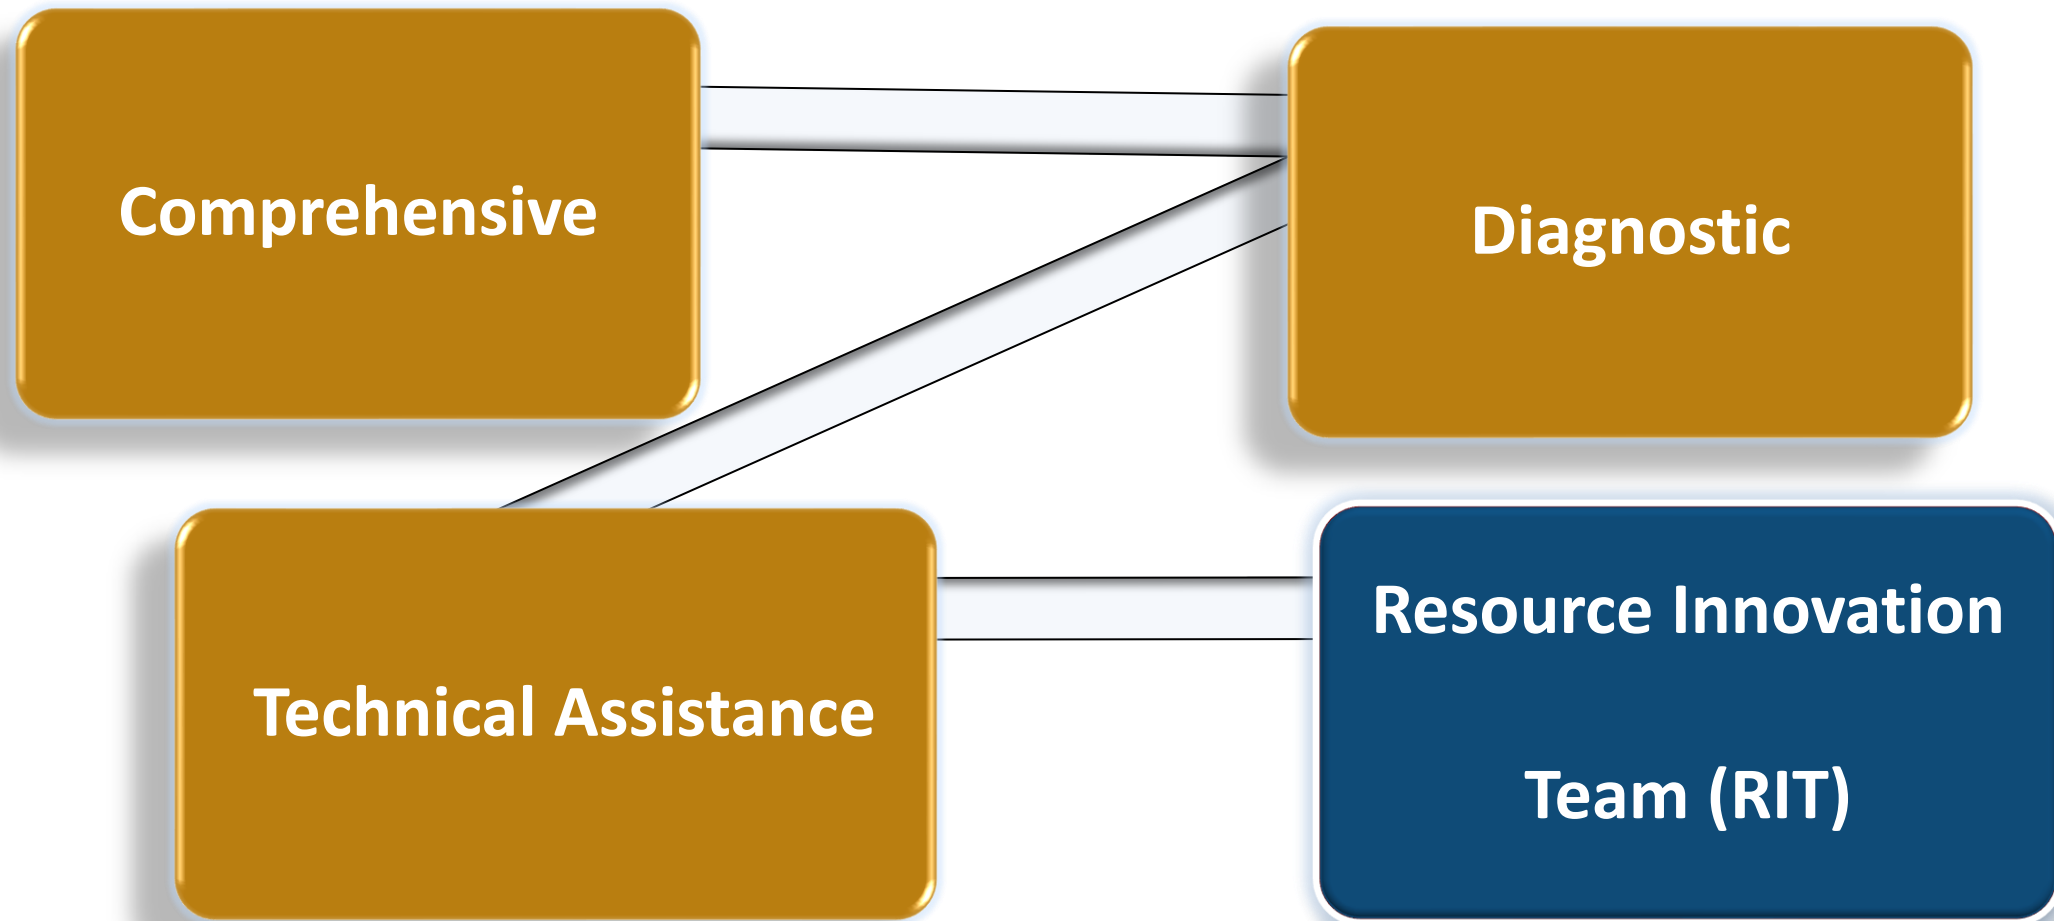 Comprehensive
Diagnostic
Technical Assistance
Resource Innovation
Team (RIT)